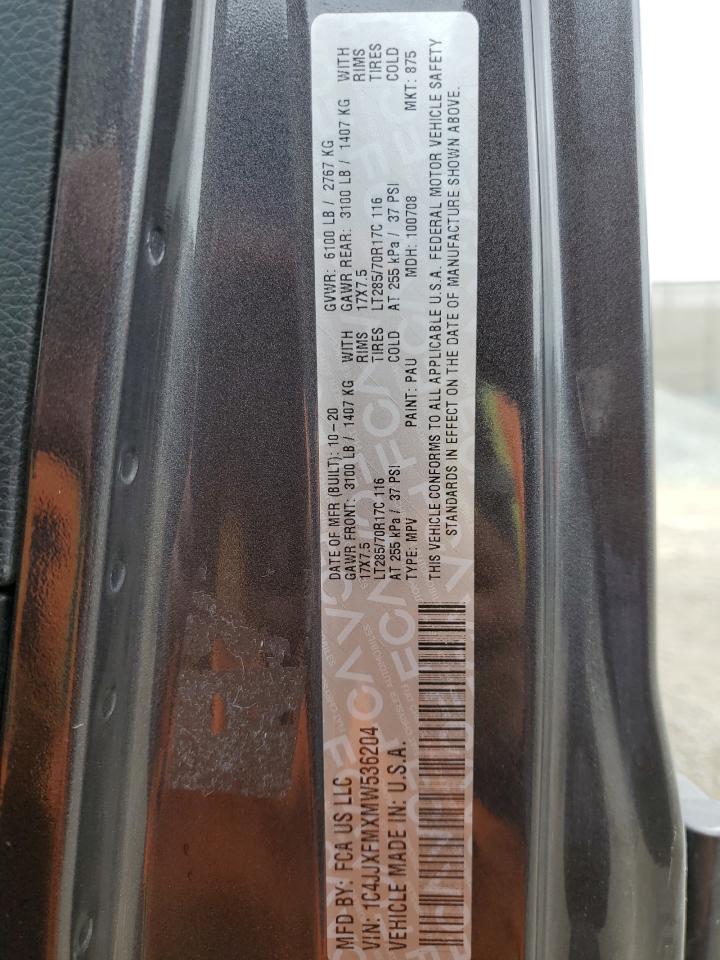 MFD BY: FCA US LLC
DATE OF MFR (BUILT): 10-20
GVWR: 6100 LB / 2767 KG
GAWR FRONT: 3100 LB / 1407 KG WITH
GAWR REAR: 3100 LB / 1407 KG WITH
17X7.5 RIMS
17X7.5 RIMS
LT285/70R17C 116 TIRES
LT285/70R17C 116 TIRES
AT 255 kPa / 37 PSI COLD
AT 255 kPa / 37 PSI COLD
VIN: 1C4JJXFMXMW536204
TYPE: MPV PAINT: PAU MDH: 100708 MKT: 875
VEHICLE MADE IN: U.S.A.
THIS VEHICLE CONFORMS TO ALL APPLICABLE U.S.A. FEDERAL MOTOR VEHICLE SAFETY
STANDARDS IN EFFECT ON THE DATE OF MANUFACTURE SHOWN ABOVE.